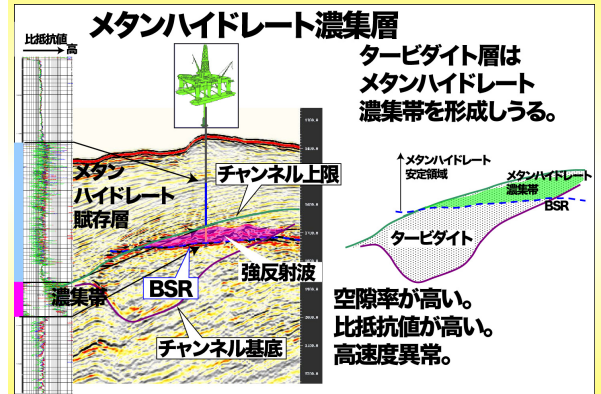 メタンハイドレート濃集層
比抵抗値
高
タービダイト層は
メタンハイドレート
濃集帯を形成しうる。
メタン
ハイドレート
賦存層
チャンネル上限
強反射波
BSR
濃集帯
チャンネル基底
メタンハイドレート
安定領域
メタンハイドレート
濃集帯
BSR
タービダイト
空隙率が高い。
比抵抗値が高い。
高速度異常。